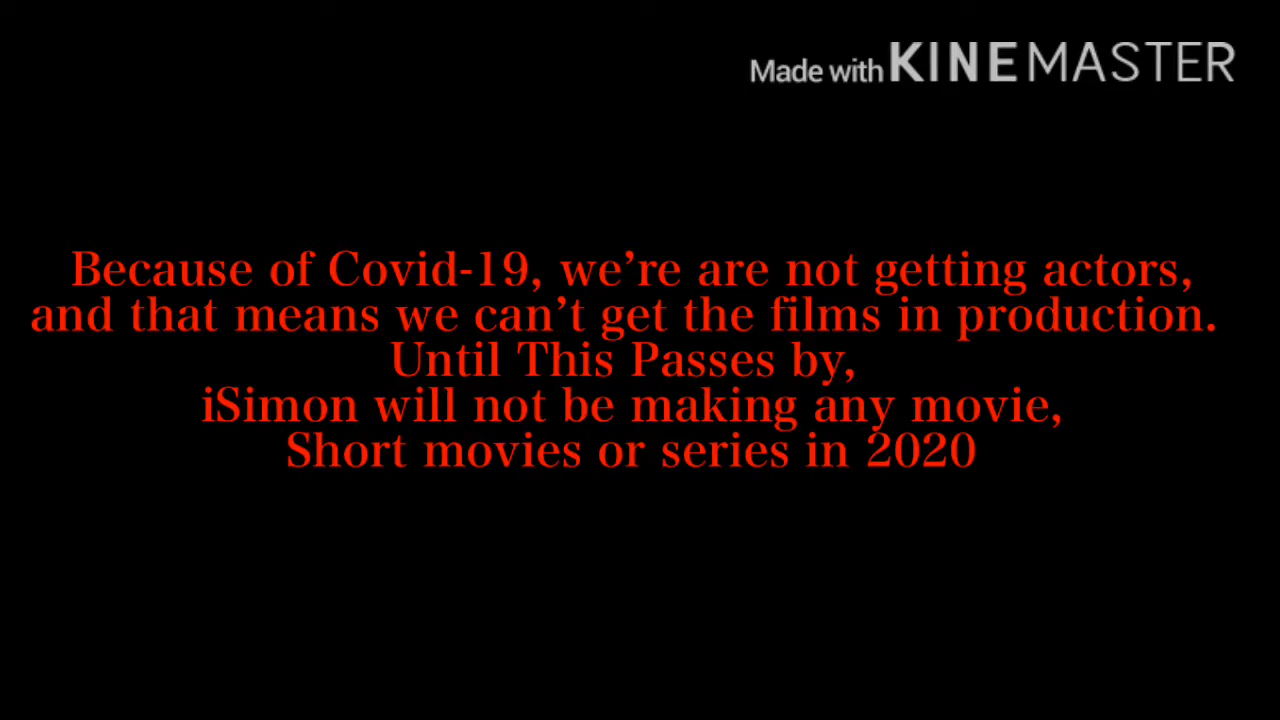 Made with KINEMASTER
Because of Covid-19, we’re are not getting actors,
and that means we can’t get the films in production.
Until This Passes by,
iSimon will not be making any movie,
Short movies or series in 2020